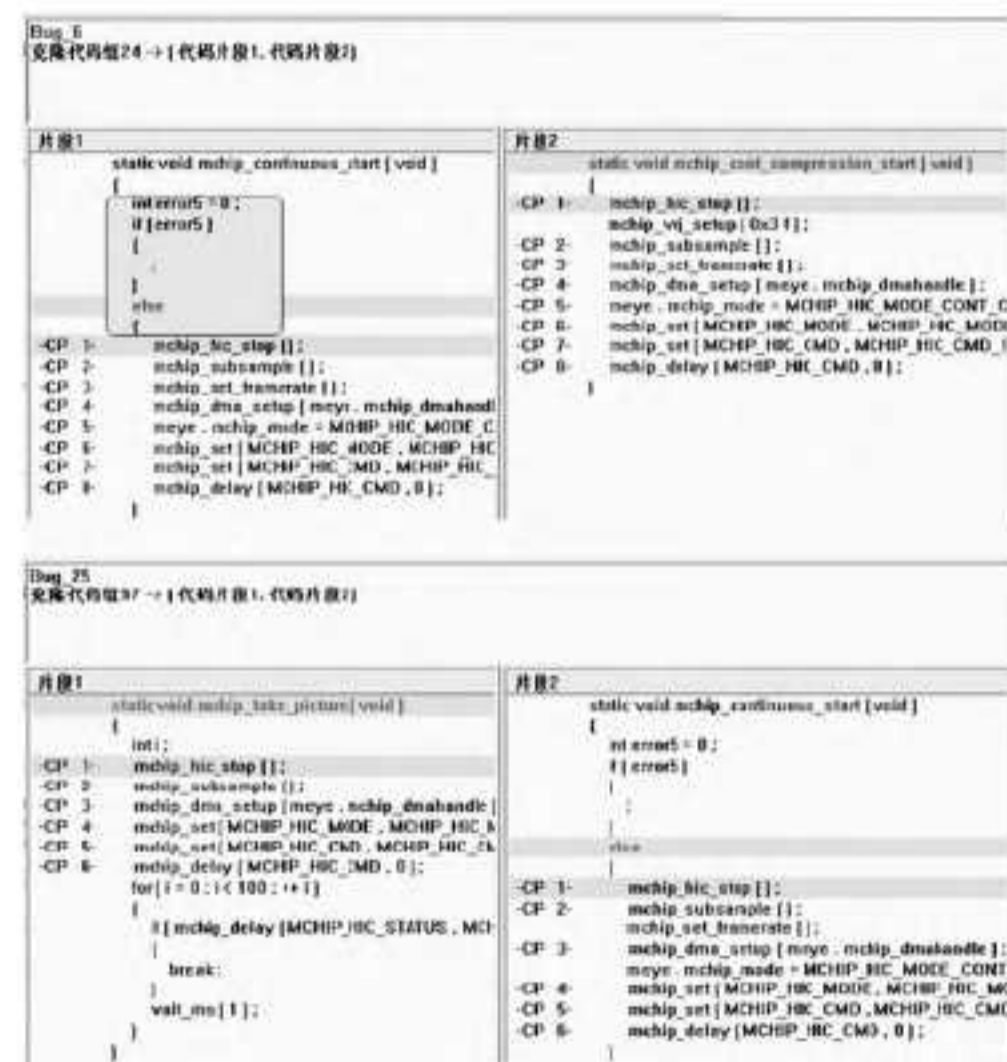 Bug_6
克隆代码组24 -> {代码片段1, 代码片段2}
片段1
static void mchip_continuous_start ( void )
{
int error5 = 0 ;
if ( error5 )
{
;
}
else
{
-CP 1- mchip_hic_stop ();
-CP 2- mchip_subsample ();
-CP 3- mchip_set_framerate ();
-CP 4- mchip_dma_setup ( meye . mchip_dmahandl
-CP 5- meye . mchip_mode = MCHIP_HIC_MODE_C
-CP 6- mchip_set ( MCHIP_HIC_MODE , MCHIP_HIC
-CP 7- mchip_set ( MCHIP_HIC_CMD , MCHIP_HIC_
-CP 8- mchip_delay ( MCHIP_HIC_CMD , 0 );
}
片段2
static void mchip_cont_compression_start ( void )
{
-CP 1- mchip_hic_stop ();
mchip_vrj_setup ( 0x3f );
-CP 2- mchip_subsample ();
-CP 3- mchip_set_framerate ();
-CP 4- mchip_dma_setup ( meye . mchip_dmahandle );
-CP 5- meye . mchip_mode = MCHIP_HIC_MODE_CONT_C
-CP 6- mchip_set ( MCHIP_HIC_MODE , MCHIP_HIC_MODE
-CP 7- mchip_set ( MCHIP_HIC_CMD , MCHIP_HIC_CMD_
-CP 8- mchip_delay ( MCHIP_HIC_CMD , 0 );
}
Bug_25
克隆代码组97 -> {代码片段1, 代码片段2}
片段1
static void mchip_take_picture( void )
{
int i ;
-CP 1- mchip_hic_stop ();
-CP 2- mchip_subsample ();
-CP 3- mchip_dma_setup ( meye . mchip_dmahandle )
-CP 4- mchip_set( MCHIP_HIC_MODE , MCHIP_HIC_M
-CP 5- mchip_set( MCHIP_HIC_CMD , MCHIP_HIC_CM
-CP 6- mchip_delay ( MCHIP_HIC_CMD , 0 );
for( i = 0 ; i < 100 ; ++ i )
{
if ( mchip_delay (MCHIP_HIC_STATUS , MCH
{
break;
}
wait_ms ( 1 );
}
}
片段2
static void mchip_continuous_start ( void )
{
int error5 = 0 ;
if ( error5 )
{
;
}
else
{
-CP 1- mchip_hic_stop ();
-CP 2- mchip_subsample ();
mchip_set_framerate ();
-CP 3- mchip_dma_setup ( meye . mchip_dmahandle );
meye . mchip_mode = MCHIP_HIC_MODE_CONT
-CP 4- mchip_set ( MCHIP_HIC_MODE , MCHIP_HIC_MO
-CP 5- mchip_set ( MCHIP_HIC_CMD , MCHIP_HIC_CMD
-CP 6- mchip_delay (MCHIP_HIC_CMD , 0 );
}